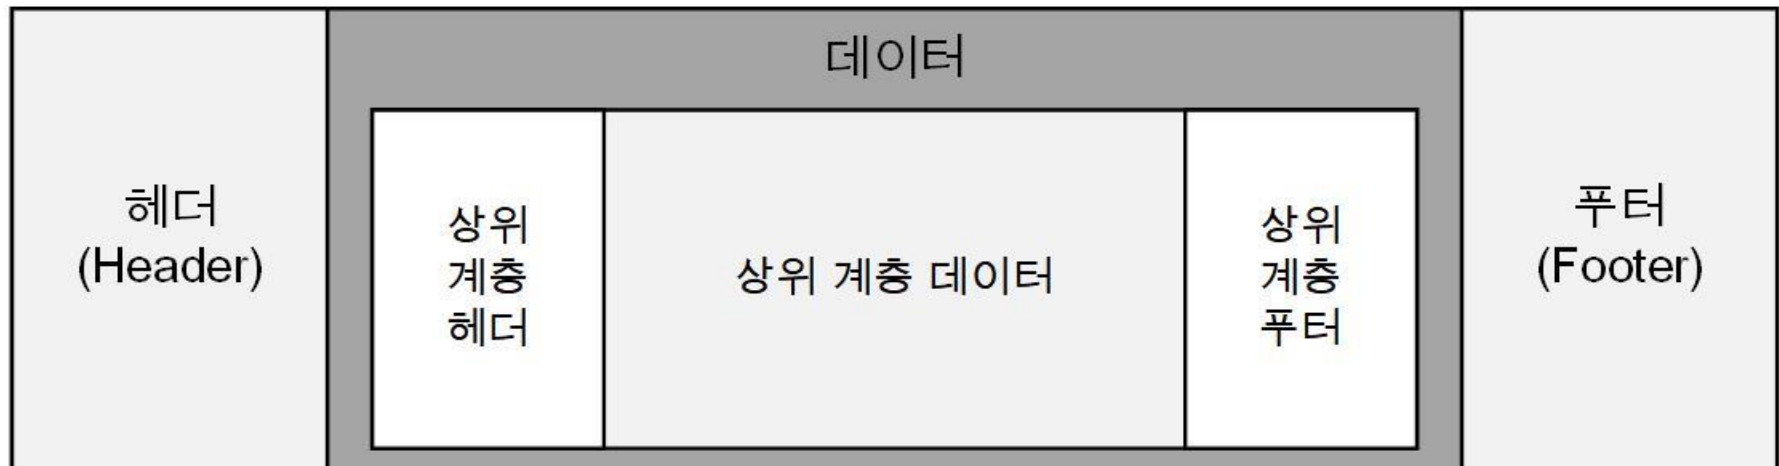 데이터
헤더
(Header)
상위
계층
헤더
상위 계층 데이터
상위
계층
푸터
푸터
(Footer)